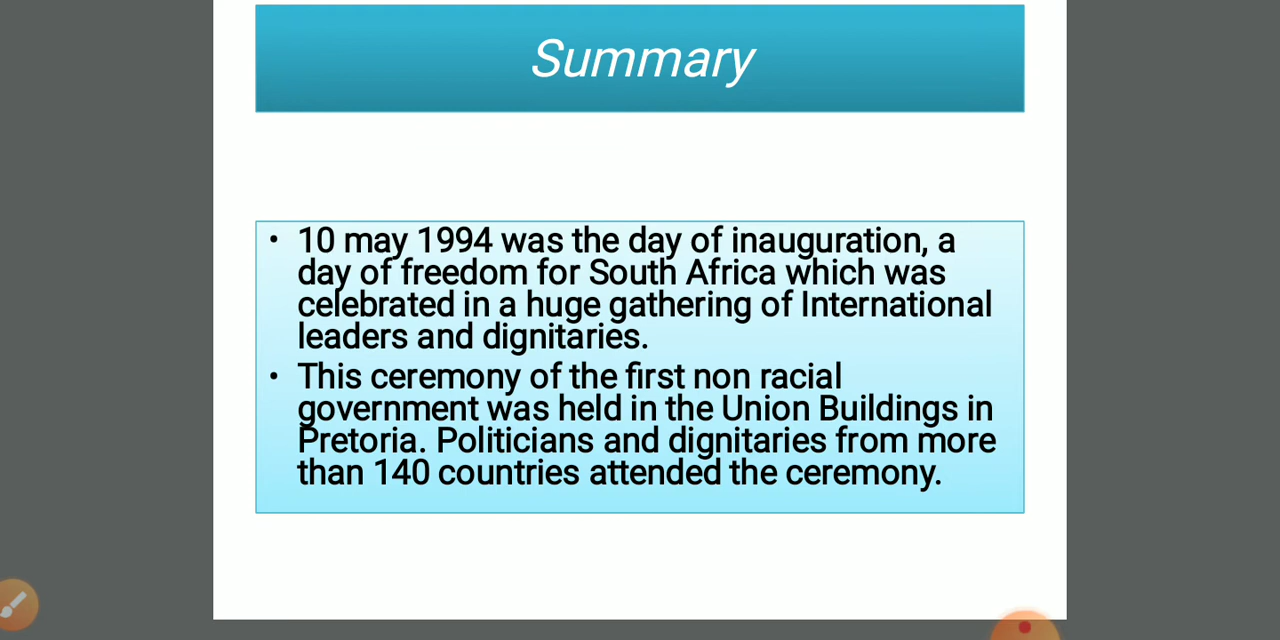 Summary
• 10 may 1994 was the day of inauguration, a
day of freedom for South Africa which was
celebrated in a huge gathering of International
leaders and dignitaries.
• This ceremony of the first non racial
government was held in the Union Buildings in
Pretoria. Politicians and dignitaries from more
than 140 countries attended the ceremony.